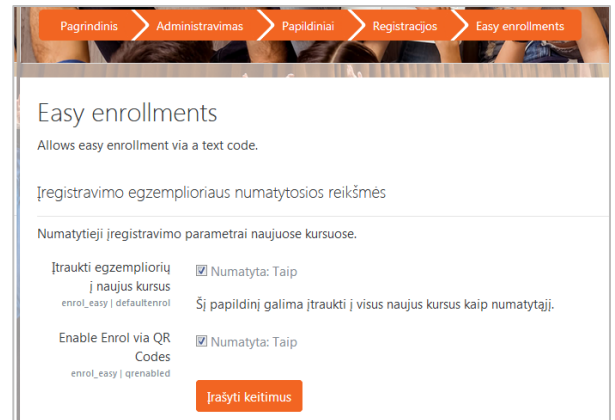 Pagrindinis Administravimas Papildiniai Registracijos Easy enrollments
Easy enrollments
Allows easy enrollment via a text code.
Įregistravimo egzemplioriaus numatytosios reikšmės
Numatytieji įregistravimo parametrai naujuose kursuose.
Įtraukti egzempliorių
į naujus kursus
enrol_easy | defaultenrol
Numatyta: Taip
Šį papildinį galima įtraukti į visus naujus kursus kaip numatytąjį.
Enable Enrol via QR
Codes
enrol_easy | qrenabled
Numatyta: Taip
Įrašyti keitimus